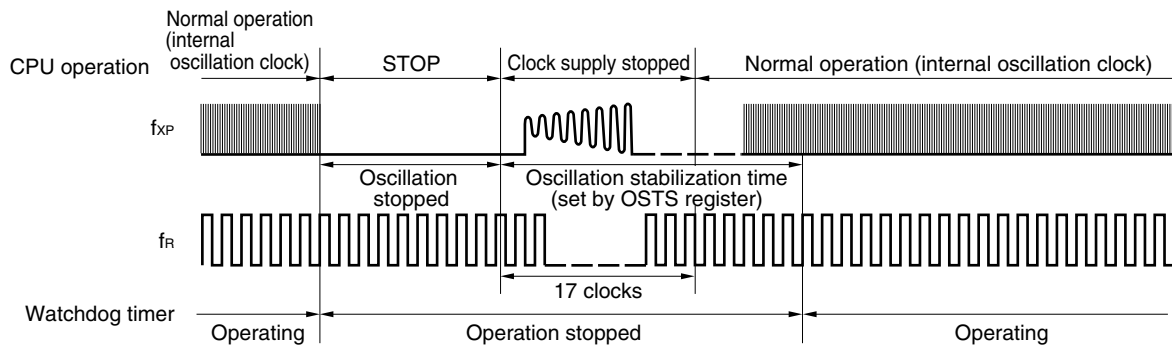 Normal operation
(internal
oscillation clock)
CPU operation
STOP
Clock supply stopped
Normal operation (internal oscillation clock)
fXP
Oscillation
stopped
Oscillation stabilization time
(set by OSTS register)
fR
17 clocks
Watchdog timer
Operating
Operation stopped
Operating